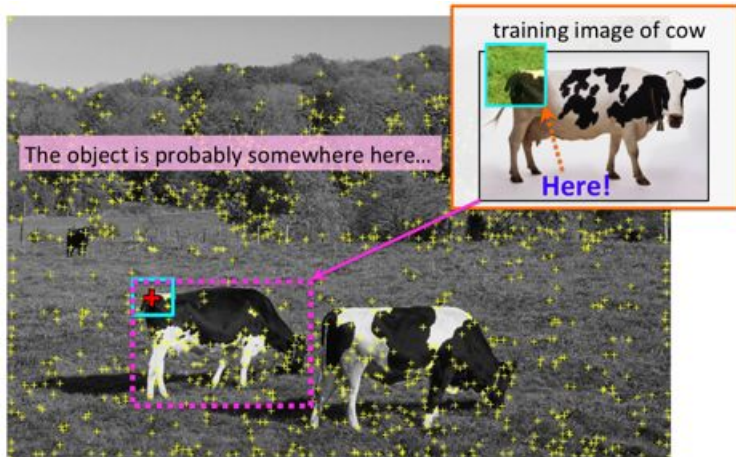 training image of cow
The object is probably somewhere here...
Here!